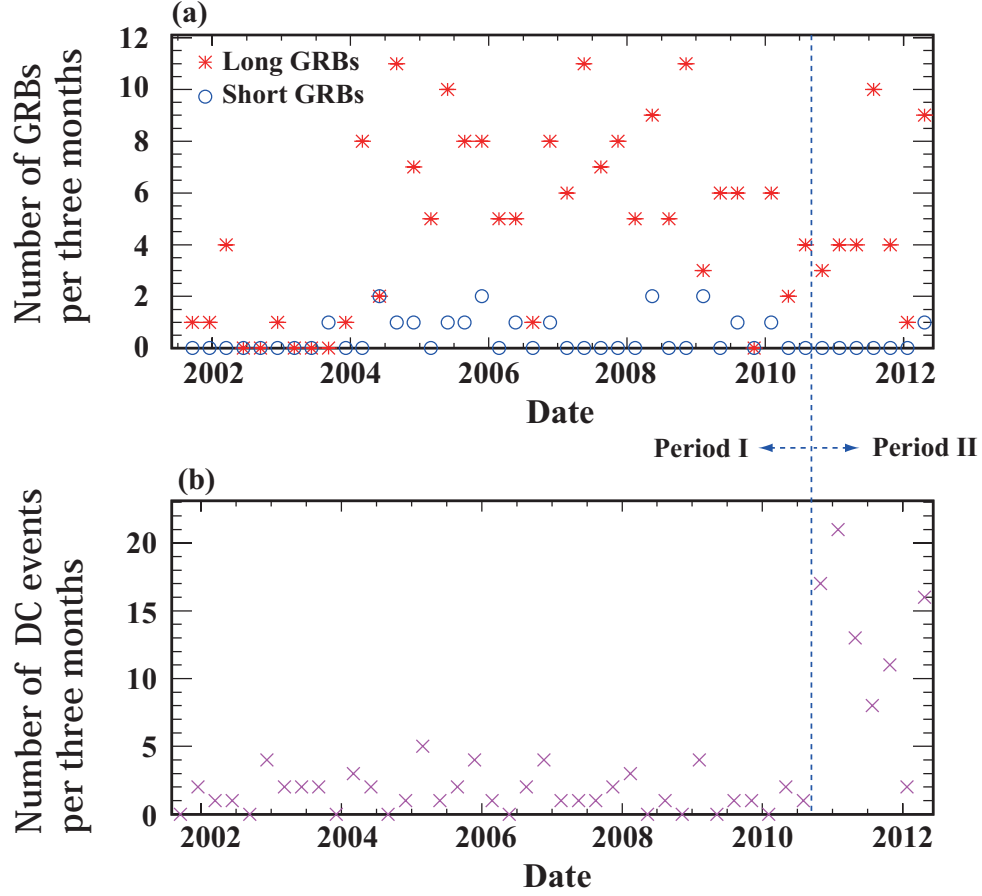 (a)
Number of GRBs
per three months
12
10
8
6
4
2
0
Long GRBs
Short GRBs
2002 2004 2006 2008 2010 2012
Date
Period I Period II
(b)
Number of DC events
per three months
20
15
10
5
0
2002 2004 2006 2008 2010 2012
Date